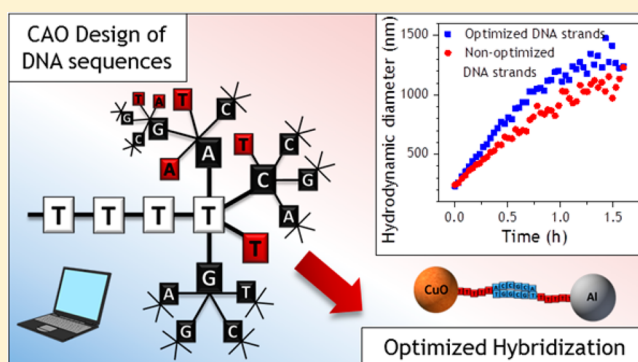 CAO Design of
DNA sequences
T A T
G
C
G
A
C
A
T T T T
T
C
C
G
A
T
G
A
G
C
T
Hydrodynamic diameter (nm)
1500
1000
500
Optimized DNA strands
Non-optimized
DNA strands
0.0 0.5 1.0 1.5
Time (h)
CuO
Al
Optimized Hybridization